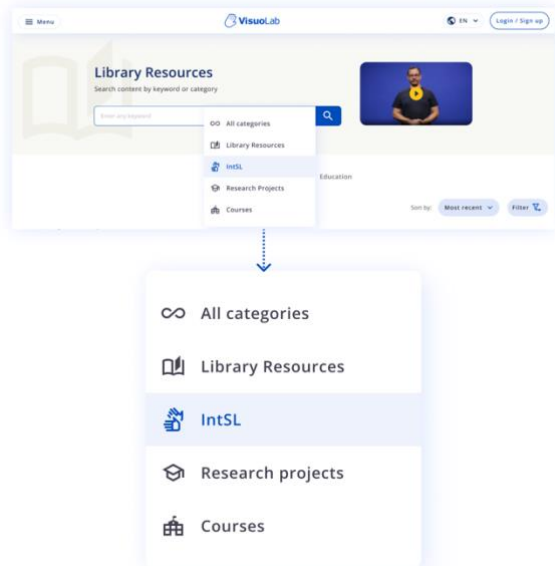 Menu
VisuoLab
EN
Login / Sign up
Library Resources
Search content by keyword or category
Enter any keyword
All categories
Library Resources
IntSL
Research Projects
Courses
Education
Sort by:
Most recent
Filter
All categories
Library Resources
IntSL
Research projects
Courses